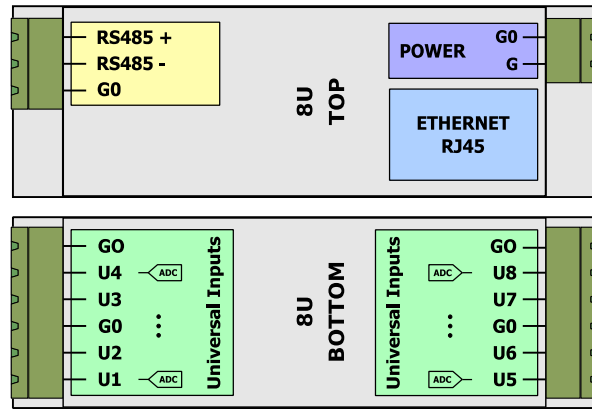 RS485 +
RS485 -
G0
8U
TOP
POWER
G0
G
ETHERNET
RJ45
GO
U4 ADC
U3
G0
U2
U1 ADC
Universal Inputs
8U
BOTTOM
Universal Inputs
GO
ADC U8
U7
G0
U6
ADC U5